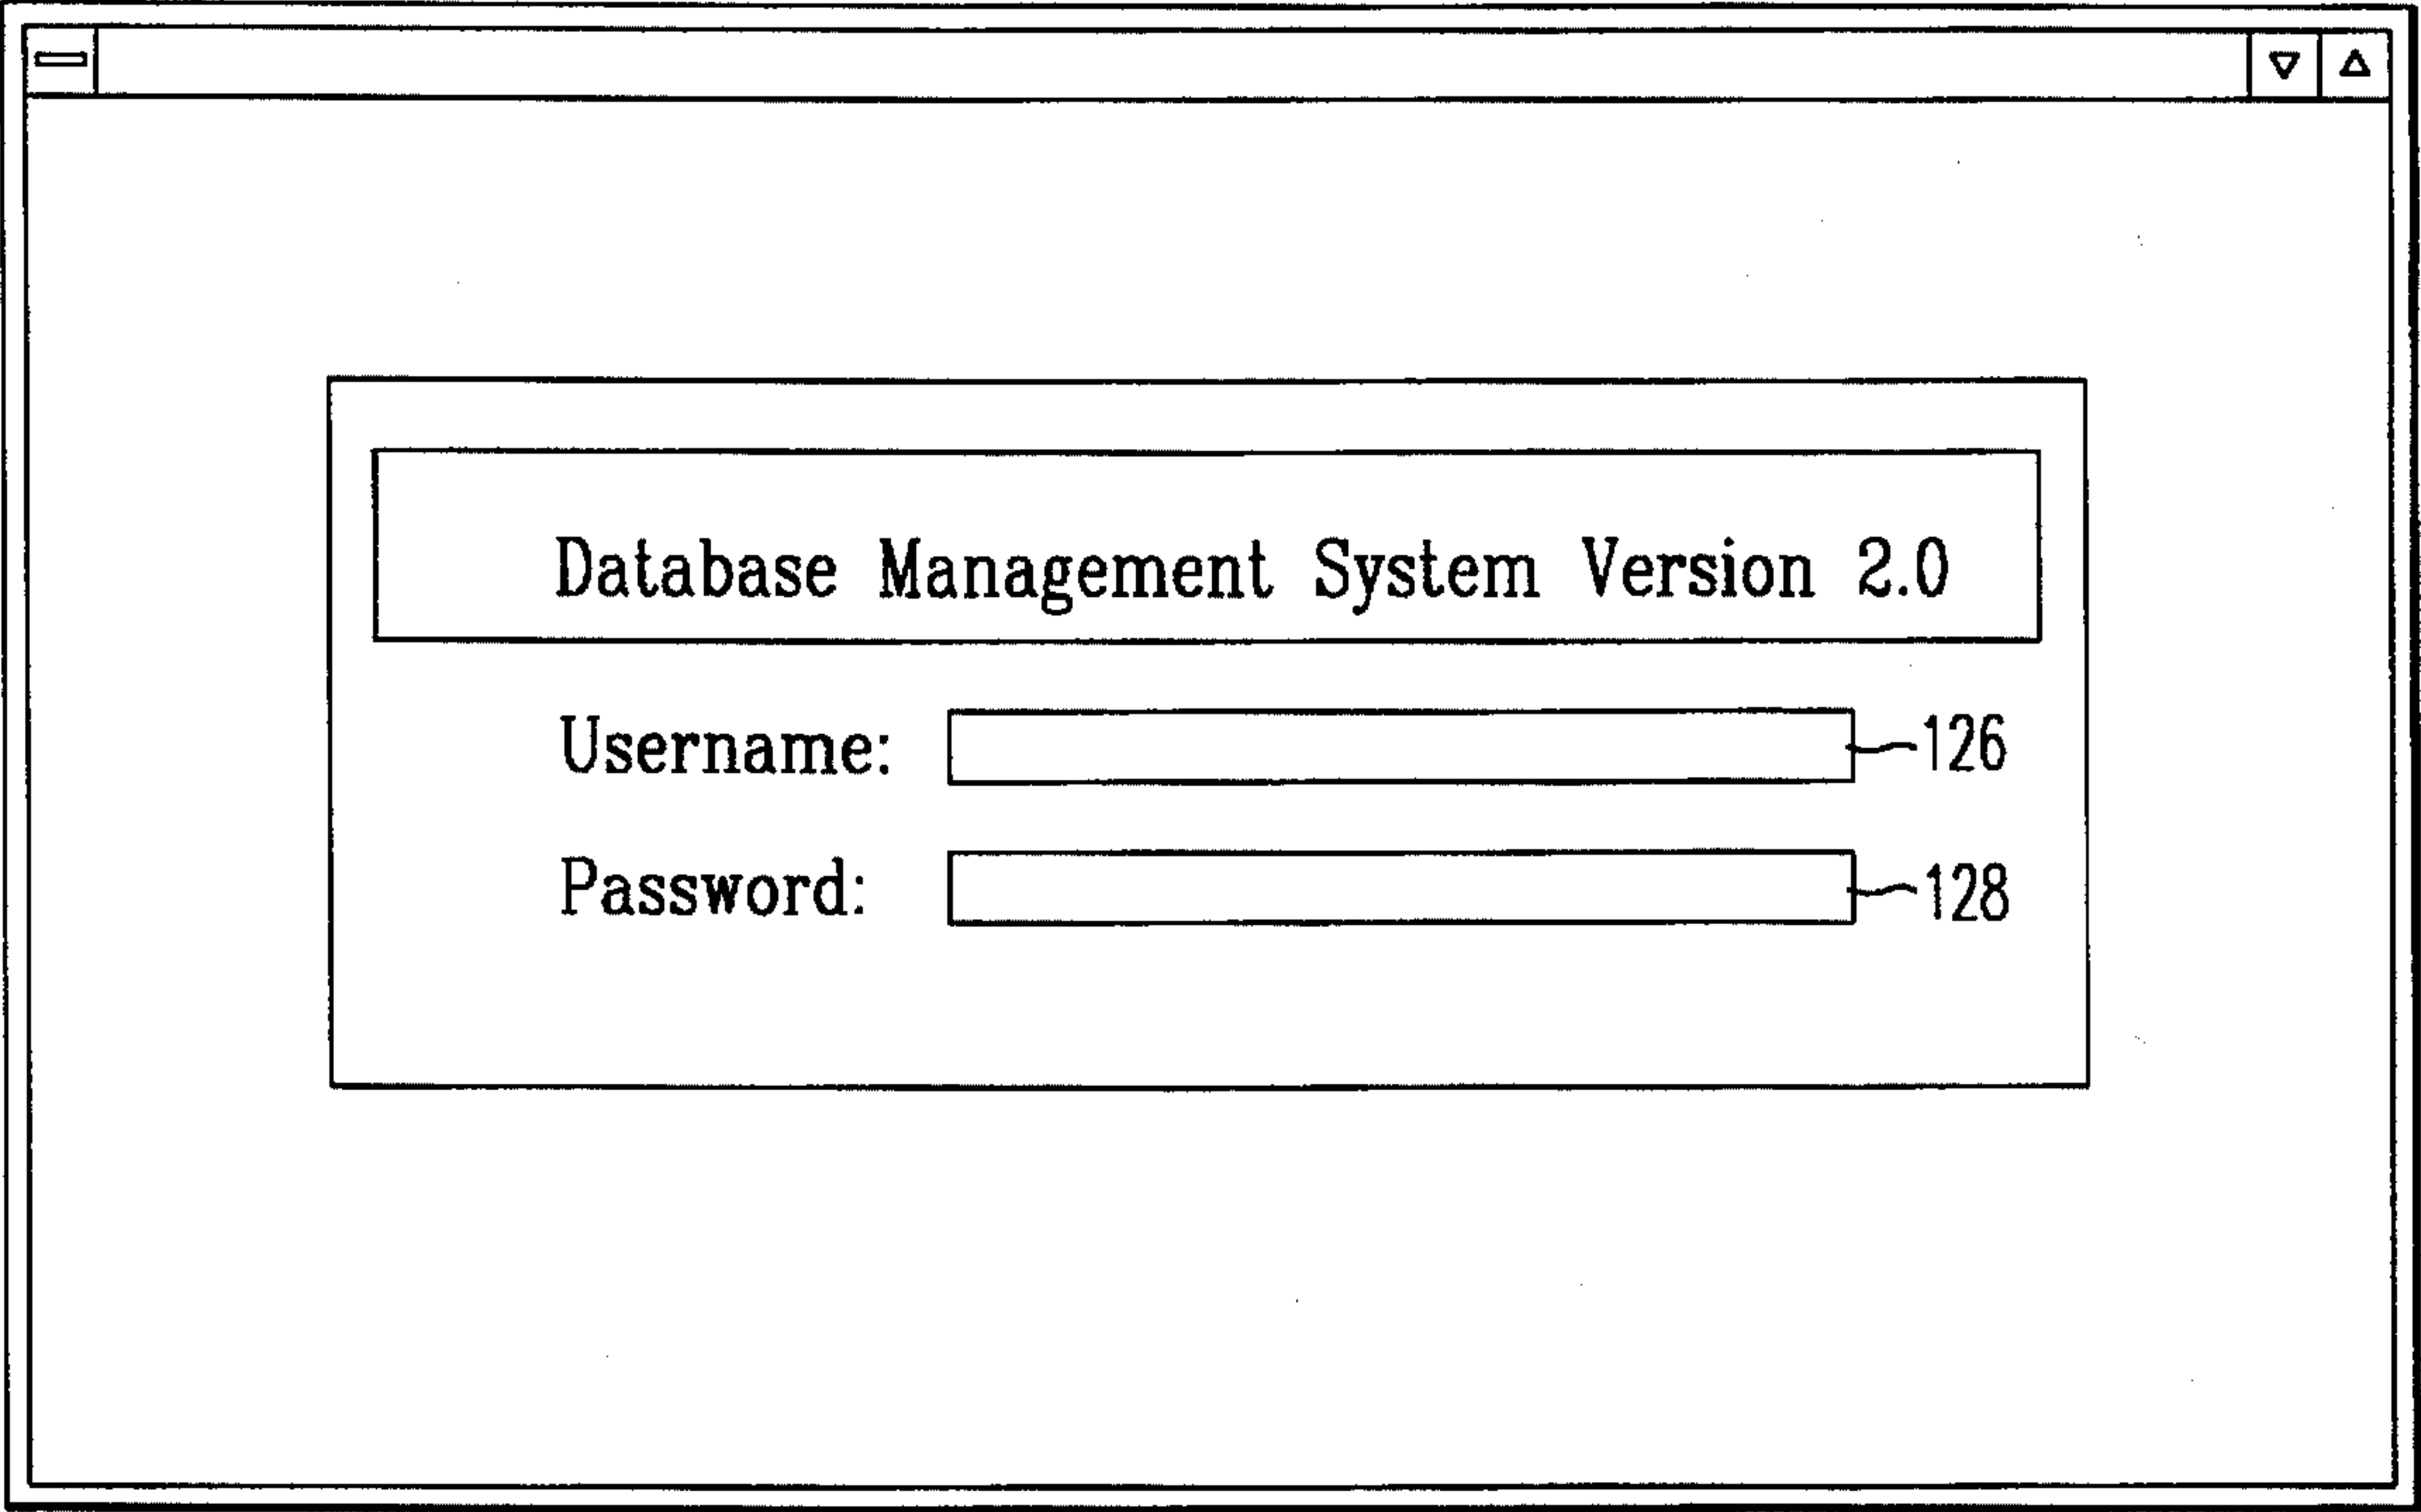 Database Management System Version 2.0
Username: 126
Password: 128